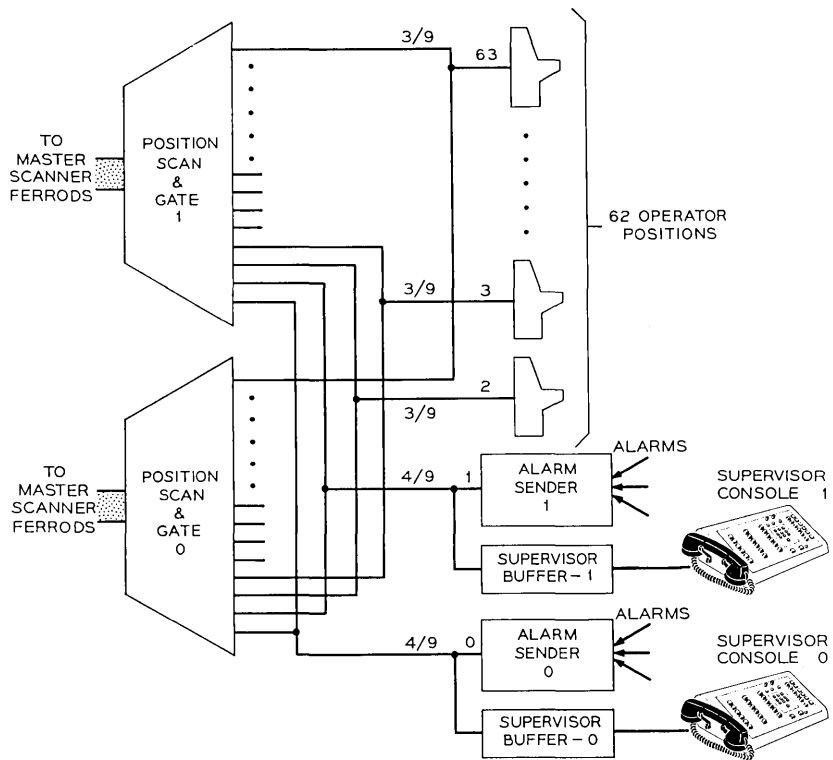 3/9
63
TO
MASTER
SCANNER
FERRODS
POSITION
SCAN
&
GATE
1
62 OPERATOR
POSITIONS
3/9
3
2
3/9
TO
MASTER
SCANNER
FERRODS
POSITION
SCAN
&
GATE
0
4/9
1
ALARM
SENDER
1
ALARMS
SUPERVISOR
CONSOLE 1
SUPERVISOR
BUFFER-1
4/9
0
ALARM
SENDER
0
ALARMS
SUPERVISOR
CONSOLE 0
SUPERVISOR
BUFFER-0